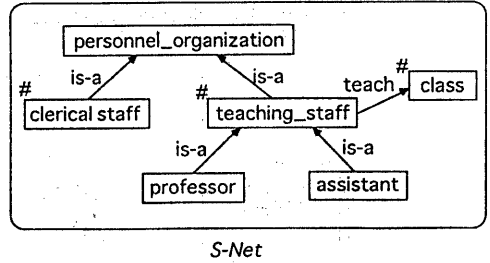 personnel_organization
is-a
is-a
#
clerical staff
#
teaching_staff
teach
#
class
is-a
is-a
professor
assistant
S-Net